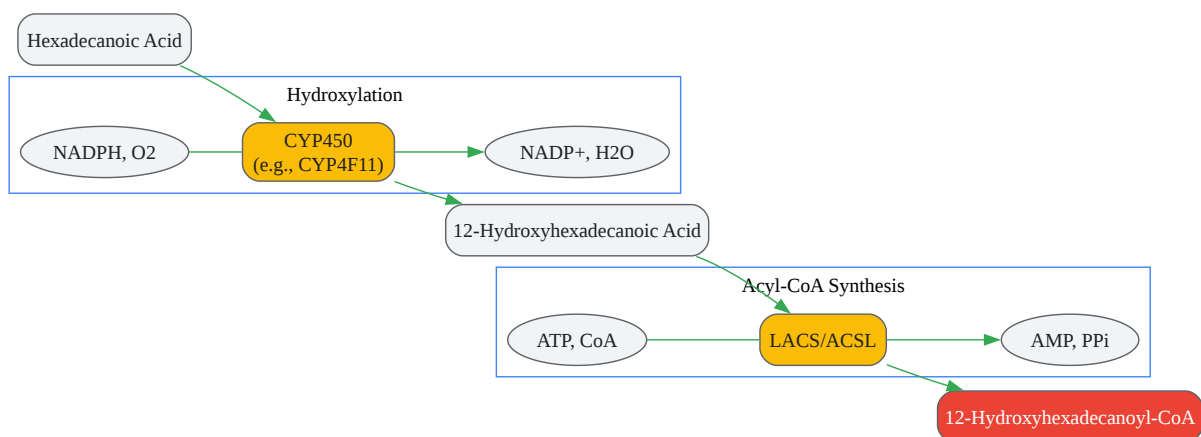 Hexadecanoic Acid
Hydroxylation
NADPH, O2
CYP450
(e.g., CYP4F11)
NADP+, H2O
12-Hydroxyhexadecanoic Acid
Acyl-CoA Synthesis
ATP, CoA
LACS/ACSL
AMP, PPi
12-Hydroxyhexadecanoyl-CoA